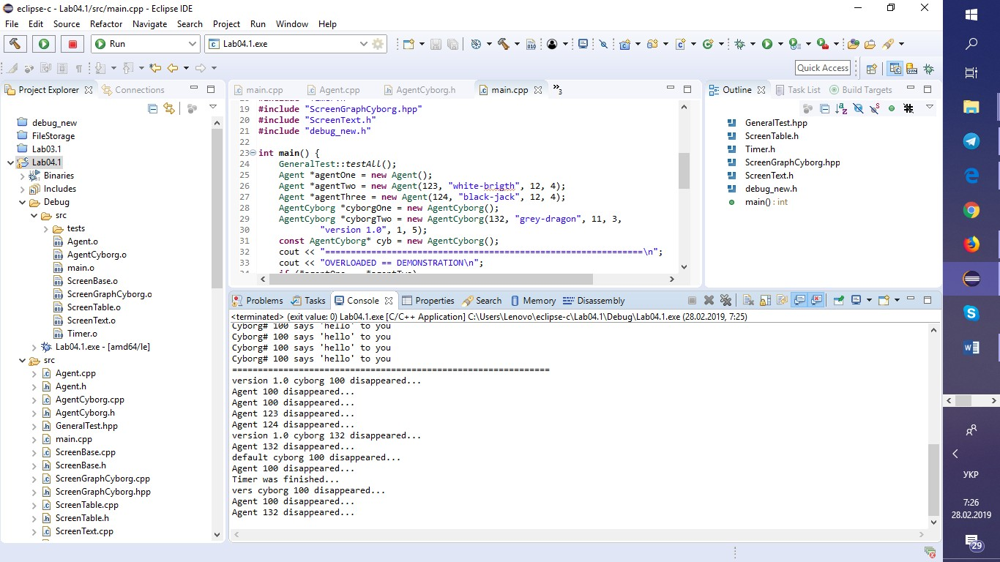 eclipse-c - Lab04.1/src/main.cpp - Eclipse IDE
File Edit Source Refactor Navigate Search Project Run Window Help
Run Lab04.1.exe
Quick Access
Project Explorer Connections
debug_new
FileStorage
Lab03.1
Lab04.1
Binaries
Includes
Debug
src
tests
Agent.o
AgentCyborg.o
main.o
ScreenBase.o
ScreenGraphCyborg.o
ScreenTable.o
ScreenText.o
Timer.o
Lab04.1.exe - [amd64/le]
src
Agent.cpp
Agent.h
AgentCyborg.cpp
AgentCyborg.h
GeneralTest.hpp
main.cpp
ScreenBase.cpp
ScreenBase.h
ScreenGraphCyborg.cpp
ScreenGraphCyborg.hpp
ScreenTable.cpp
ScreenTable.h
ScreenText.cpp
main.cpp Agent.cpp AgentCyborg.h main.cpp »3
19 #include "ScreenGraphCyborg.hpp"
20 #include "ScreenText.h"
21 #include "debug_new.h"
22
23 int main() {
24 GeneralTest::testAll();
25 Agent *agentOne = new Agent();
26 Agent *agentTwo = new Agent(123, "white-brigth", 12, 4);
27 Agent *agentThree = new Agent(124, "black-jack", 12, 4);
28 AgentCyborg *cyborgOne = new AgentCyborg();
29 AgentCyborg *cyborgTwo = new AgentCyborg(132, "grey-dragon", 11, 3,
30 "version 1.0", 1, 5);
31 const AgentCyborg* cyb = new AgentCyborg();
32 cout << "==============================================================\n";
33 cout << "OVERLOADED == DEMONSTRATION\n";
Outline Task List Build Targets
GeneralTest.hpp
ScreenTable.h
Timer.h
ScreenGraphCyborg.hpp
ScreenText.h
debug_new.h
main() : int
Problems Tasks Console Properties Search Memory Disassembly
<terminated> (exit value: 0) Lab04.1.exe [C/C++ Application] C:\Users\Lenovo\eclipse-c\Lab04.1\Debug\Lab04.1.exe (28.02.2019, 7:25)
Cyborg# 100 says 'hello' to you
Cyborg# 100 says 'hello' to you
Cyborg# 100 says 'hello' to you
Cyborg# 100 says 'hello' to you
==============================================================
version 1.0 cyborg 100 disappeared...
Agent 100 disappeared...
Agent 100 disappeared...
Agent 123 disappeared...
Agent 124 disappeared...
version 1.0 cyborg 132 disappeared...
Agent 132 disappeared...
default cyborg 100 disappeared...
Agent 100 disappeared...
Timer was finished...
vers cyborg 100 disappeared...
Agent 100 disappeared...
Agent 132 disappeared...
УКР
7:26
28.02.2019
29